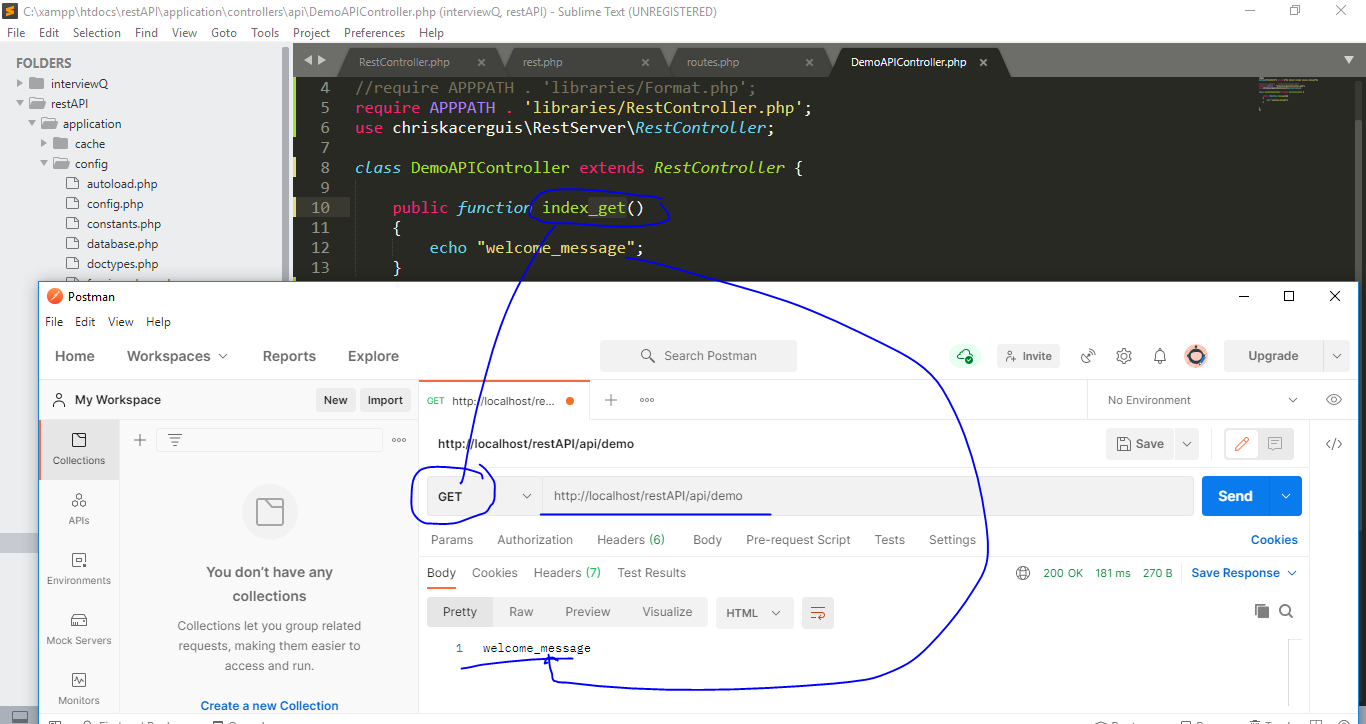 C:\xampp\htdocs\restAPI\application\controllers\api\DemoAPIController.php (interviewQ, restAPI) - Sublime Text (UNREGISTERED)
File Edit Selection Find View Goto Tools Project Preferences Help
FOLDERS
interviewQ
restAPI
application
cache
config
autoload.php
config.php
constants.php
database.php
doctypes.php
RestController.php rest.php routes.php DemoAPIController.php
4 //require APPPATH . 'libraries/Format.php';
5 require APPPATH . 'libraries/RestController.php';
6 use chriskacerguis\RestServer\RestController;
7
8 class DemoAPIController extends RestController {
9
10 public function index_get()
11 {
12 echo "welcome_message";
13 }
Postman
File Edit View Help
Home Workspaces Reports Explore Search Postman Invite Upgrade
My Workspace New Import
GET http://localhost/re... No Environment
Collections
APIs
Environments
Mock Servers
Monitors
You don't have any
collections
Collections let you group related
requests, making them easier to
access and run.
Create a new Collection
http://localhost/restAPI/api/demo Save
GET http://localhost/restAPI/api/demo Send
Params Authorization Headers (6) Body Pre-request Script Tests Settings Cookies
Body Cookies Headers (7) Test Results 200 OK 181 ms 270 B Save Response
Pretty Raw Preview Visualize HTML
1 welcome_message